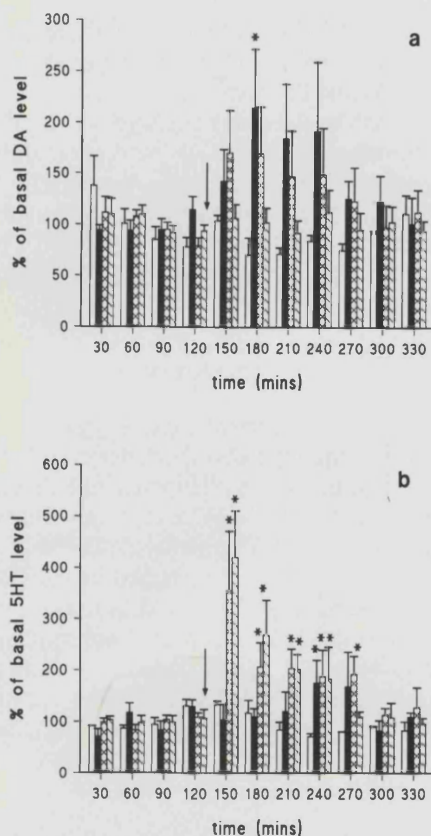 a
300
250
200
150
100
50
0
% of basal DA level
*
30 60 90 120 150 180 210 240 270 300 330
time (mins)
b
600
500
400
300
200
100
0
% of basal 5HT level
* * * * * * * * * *
30 60 90 120 150 180 210 240 270 300 330
time (mins)